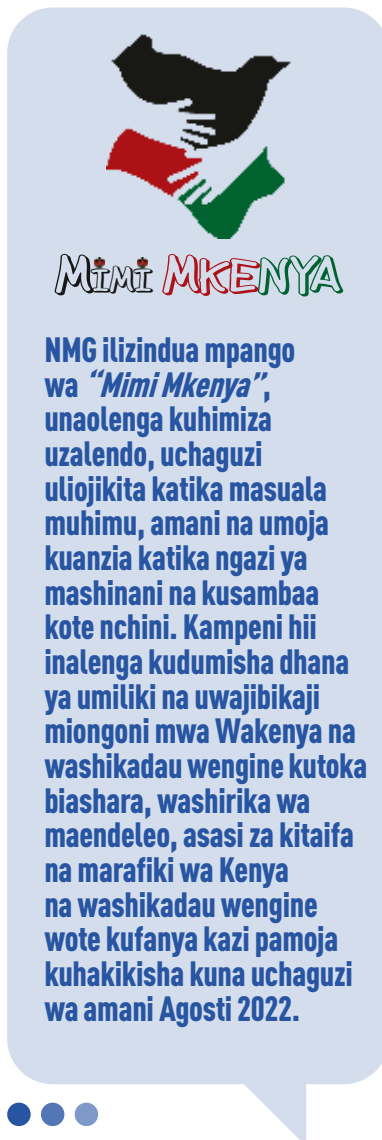 Mimi MKENYA
NMG ilizindua mpango
wa “Mimi Mkenya”,
unaolenga kuhimiza
uzalendo, uchaguzi
uliojikita katika masuala
muhimu, amani na umoja
kuanzia katika ngazi ya
mashinani na kusambaa
kote nchini. Kampeni hii
inalenga kudumisha dhana
ya umiliki na uwajibikaji
miongoni mwa Wakenya na
washikadau wengine kutoka
biashara, washirika wa
maendeleo, asasi za kitaifa
na marafiki wa Kenya
na washikadau wengine
wote kufanya kazi pamoja
kuhakikisha kuna uchaguzi
wa amani Agosti 2022.